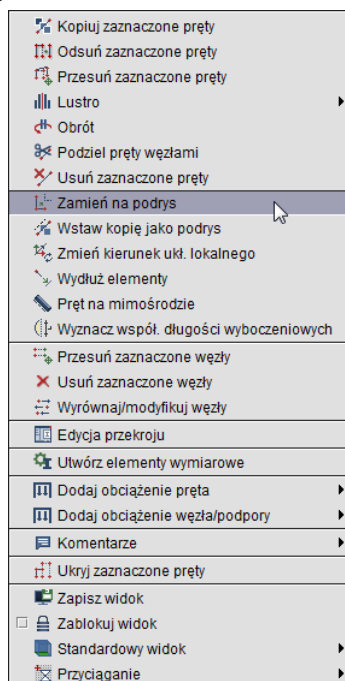 Kopiuj zaznaczone pręty
Odsuń zaznaczone pręty
Przesuń zaznaczone pręty
Lustro
Obrót
Podziel pręty węzłami
Usuń zaznaczone pręty
Zamień na podrys
Wstaw kopię jako podrys
Zmień kierunek ukł. lokalnego
Wydłuż elementy
Pręt na mimośrodzie
Wyznacz współ. długości wyboczeniowych
Przesuń zaznaczone węzły
Usuń zaznaczone węzły
Wyrównaj/modyfikuj węzły
Edycja przekroju
Utwórz elementy wymiarowe
Dodaj obciążenie pręta
Dodaj obciążenie węzła/podpory
Komentarze
Ukryj zaznaczone pręty
Zapisz widok
Zablokuj widok
Standardowy widok
Przyciąganie